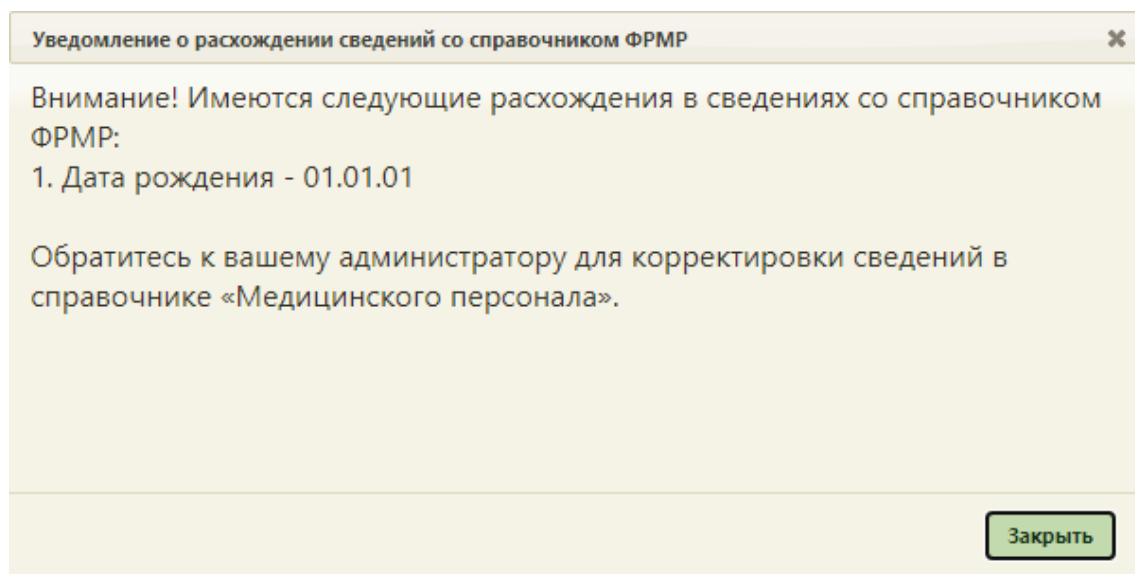 Уведомление о расхождении сведений со справочником ФРМР
Внимание! Имеются следующие расхождения в сведениях со справочником
ФРМР:
1. Дата рождения - 01.01.01
Обратитесь к вашему администратору для корректировки сведений в
справочнике «Медицинского персонала».
Закрыть